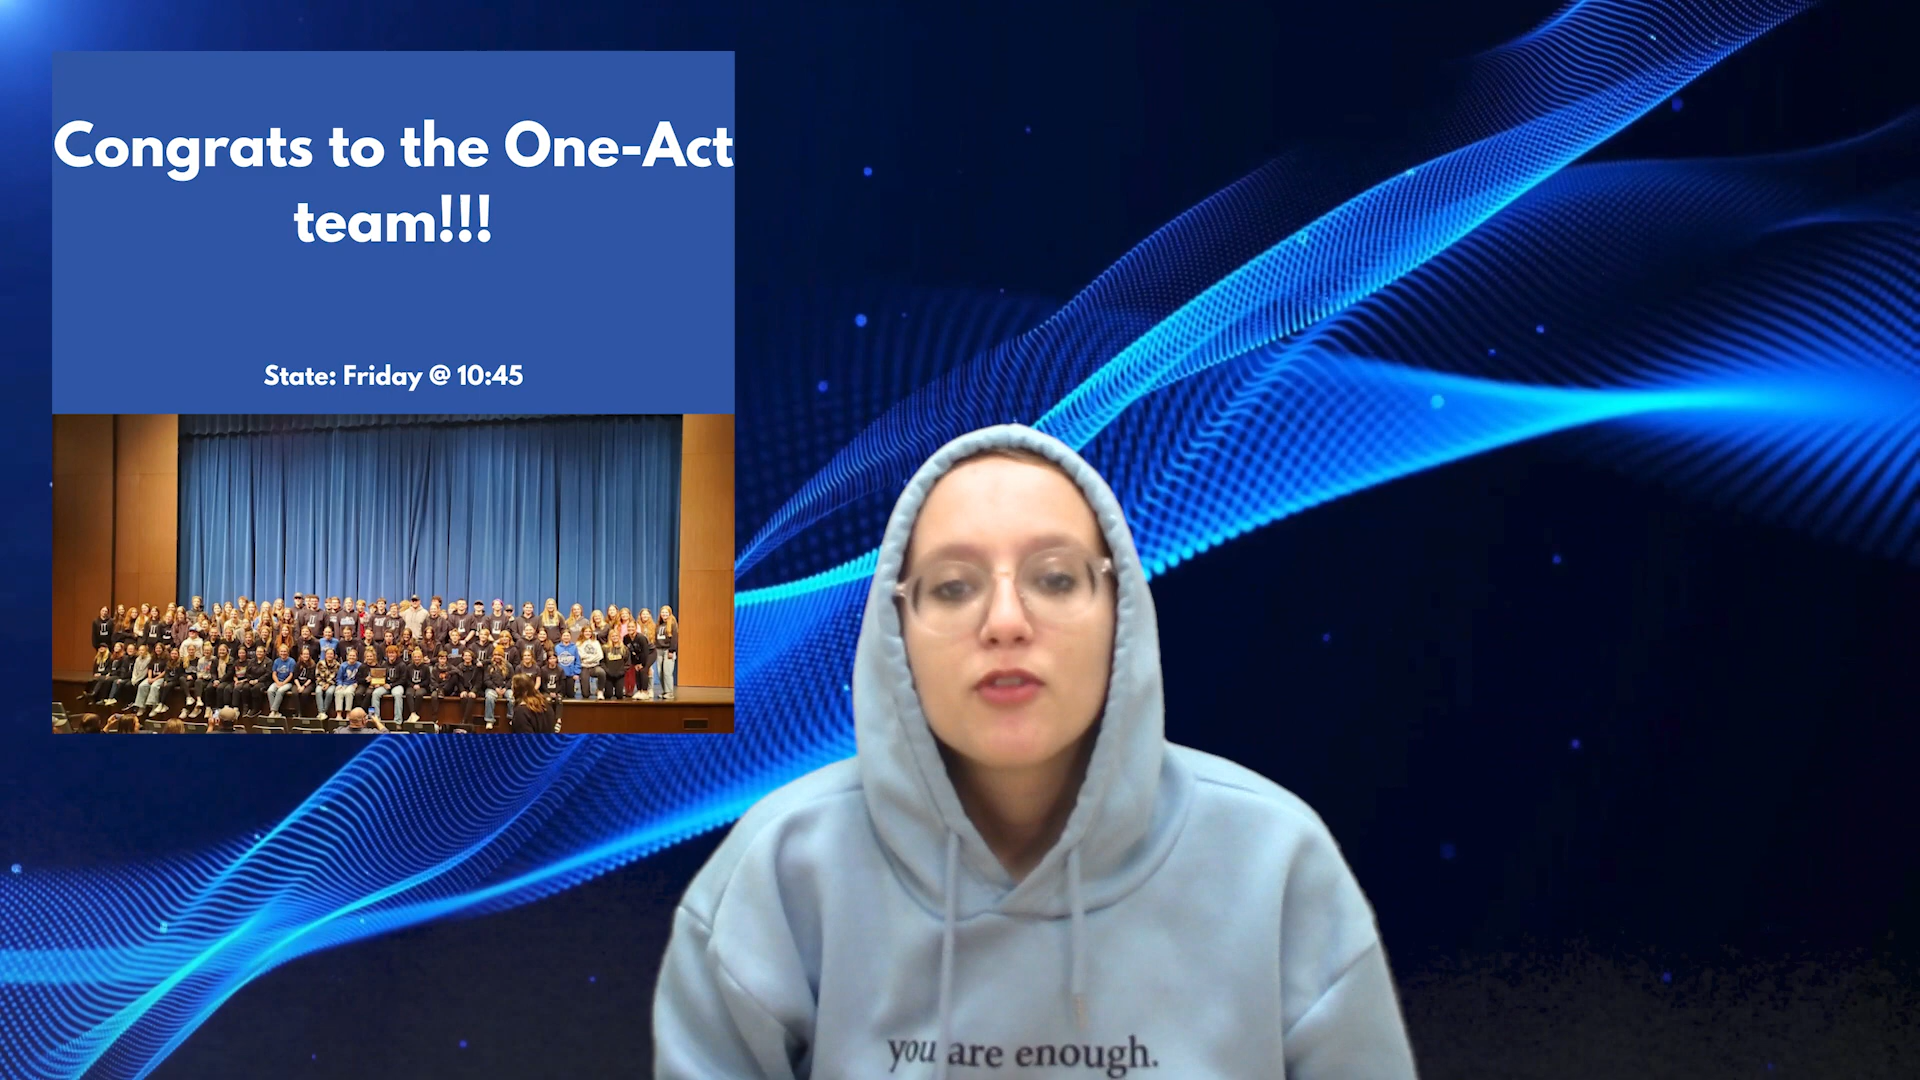 Congrats to the One-Act
team!!!
State: Friday @ 10:45
you are enough.